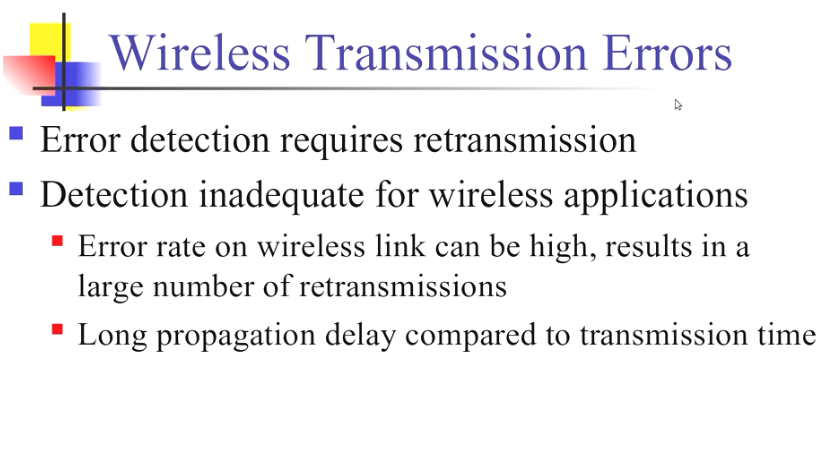 Wireless Transmission Errors
Error detection requires retransmission
Detection inadequate for wireless applications
Error rate on wireless link can be high, results in a
large number of retransmissions
Long propagation delay compared to transmission time